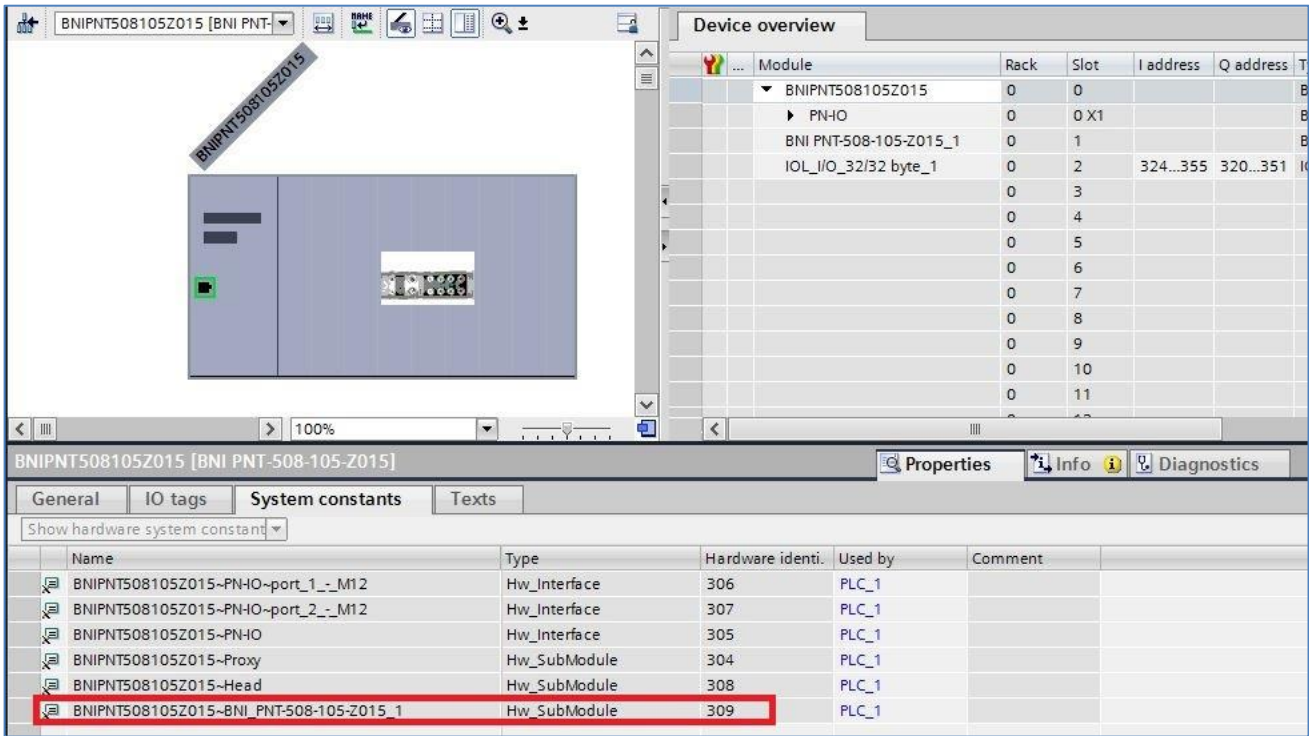 BNIPNT508105Z015 [BNI PNT-
NAME
BNIPNT508105Z015
100%
Device overview
... Module Rack Slot I address Q address T
BNIPNT508105Z015 0 0 B
PN-IO 0 0 X1 B
BNI PNT-508-105-Z015_1 0 1 B
IOL_I/O_32/32 byte_1 0 2 324...355 320...351
0 3
0 4
0 5
0 6
0 7
0 8
0 9
0 10
0 11
BNIPNT508105Z015 [BNI PNT-508-105-Z015]
Properties Info Diagnostics
General IO tags System constants Texts
Show hardware system constant
Name Type Hardware identi. Used by Comment
BNIPNT508105Z015~PN-IO~port_1_-_M12 Hw_Interface 306 PLC_1
BNIPNT508105Z015~PN-IO~port_2_-_M12 Hw_Interface 307 PLC_1
BNIPNT508105Z015~PN-IO Hw_Interface 305 PLC_1
BNIPNT508105Z015~Proxy Hw_SubModule 304 PLC_1
BNIPNT508105Z015~Head Hw_SubModule 308 PLC_1
BNIPNT508105Z015~BNI_PNT-508-105-Z015_1 Hw_SubModule 309 PLC_1